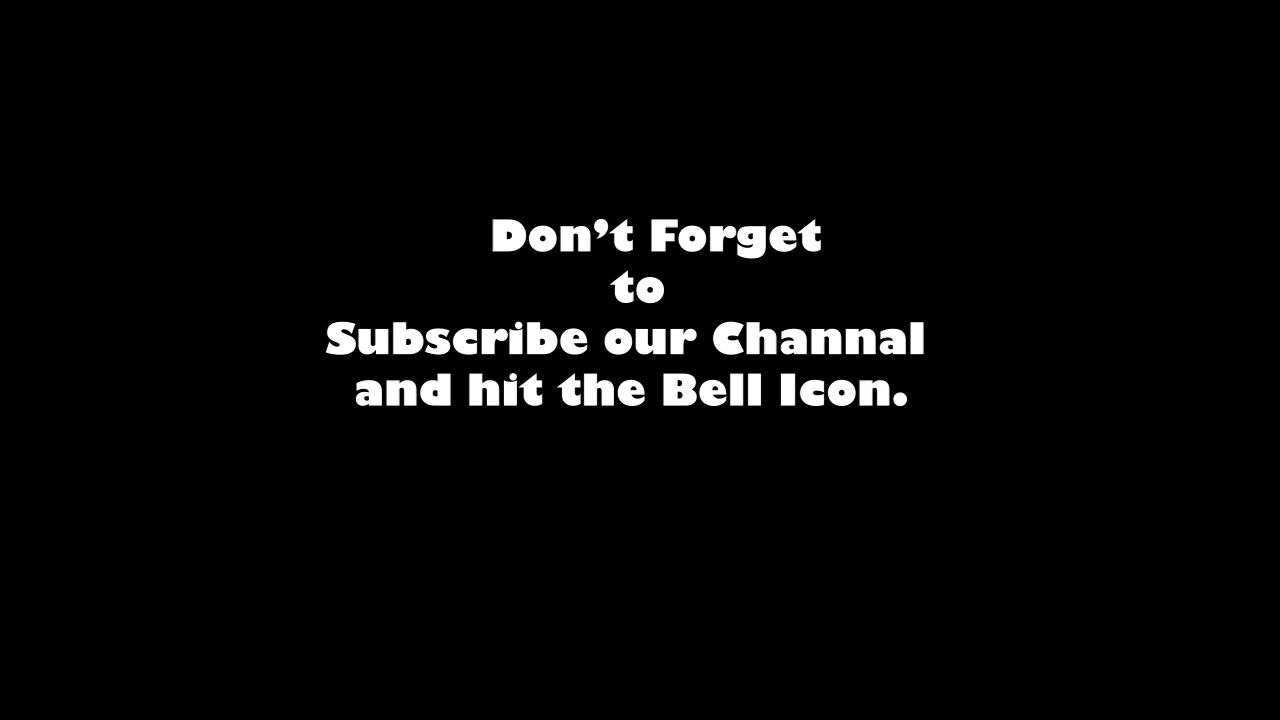 Don’t Forget
to
Subscribe our Channal
and hit the Bell Icon.